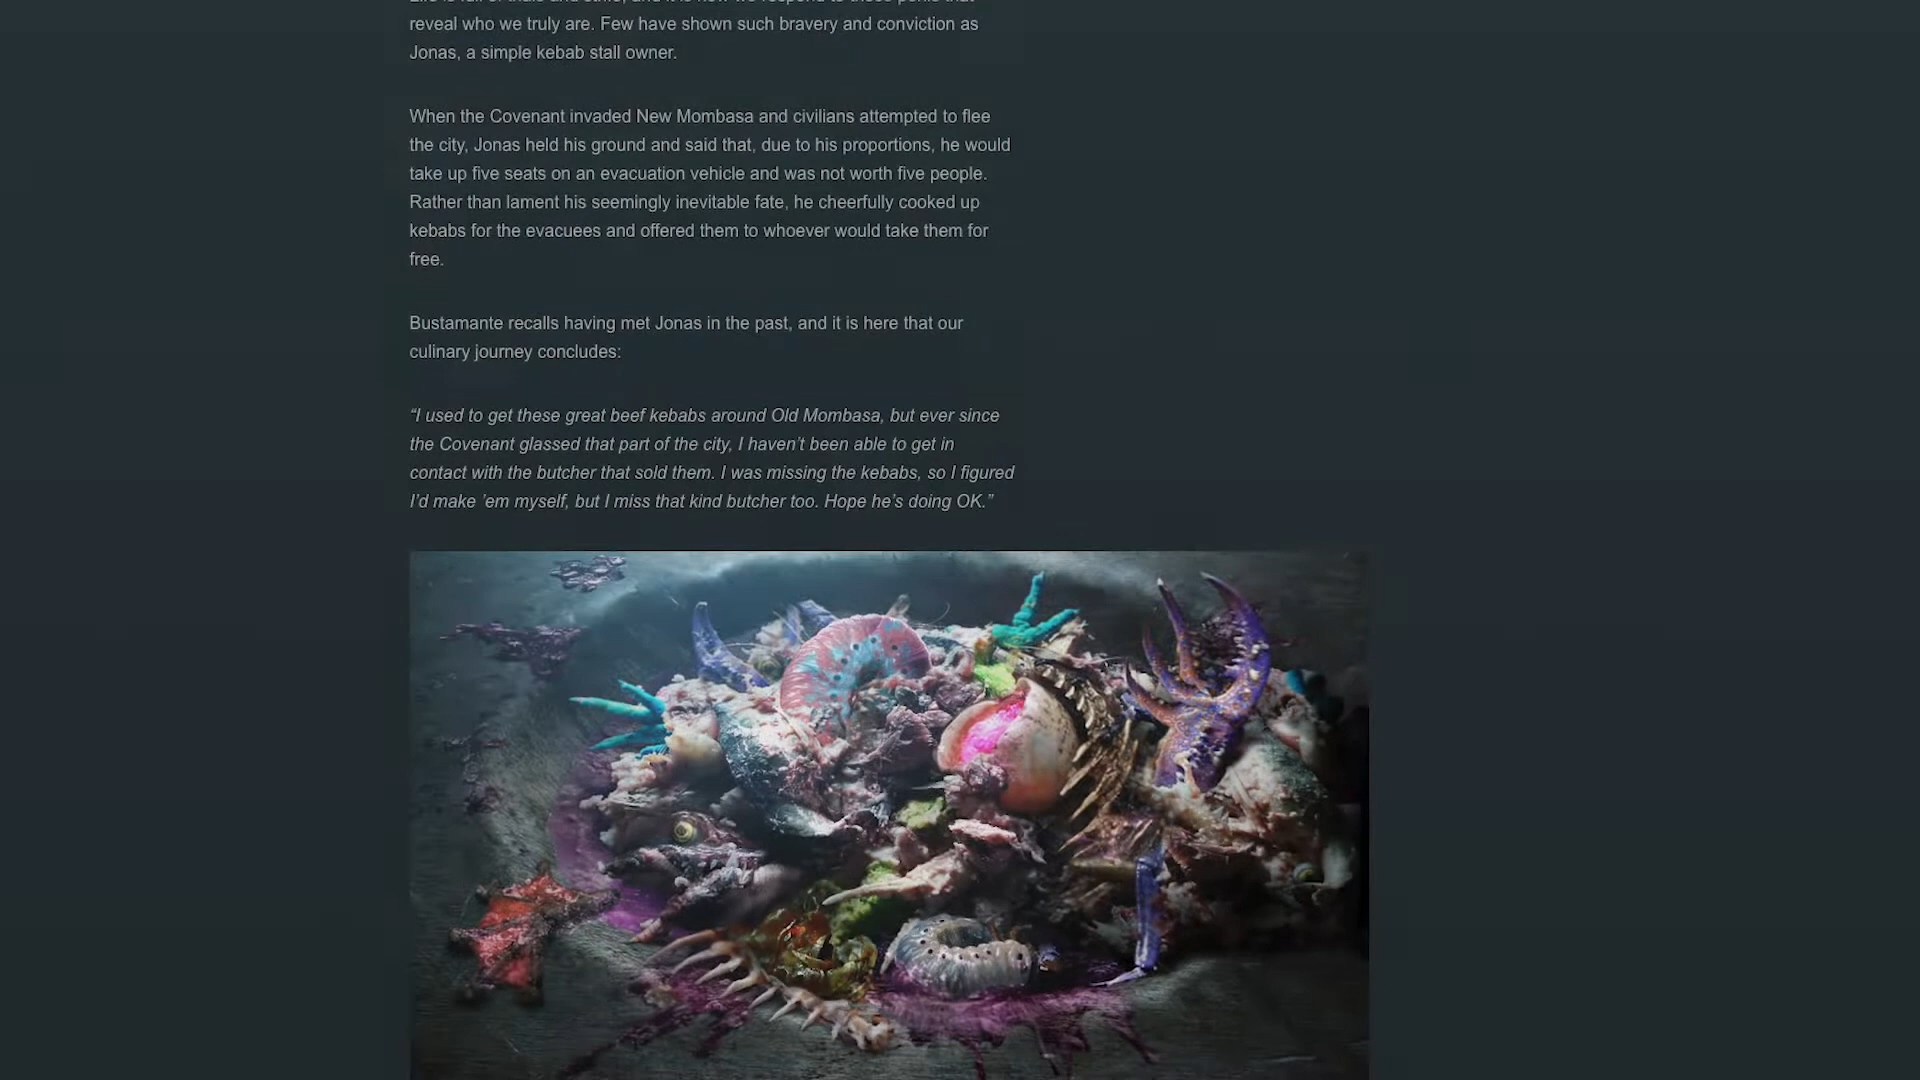 reveal who we truly are. Few have shown such bravery and conviction as
Jonas, a simple kebab stall owner.
When the Covenant invaded New Mombasa and civilians attempted to flee
the city, Jonas held his ground and said that, due to his proportions, he would
take up five seats on an evacuation vehicle and was not worth five people.
Rather than lament his seemingly inevitable fate, he cheerfully cooked up
kebabs for the evacuees and offered them to whoever would take them for
free.
Bustamante recalls having met Jonas in the past, and it is here that our
culinary journey concludes:
“I used to get these great beef kebabs around Old Mombasa, but ever since
the Covenant glassed that part of the city, I haven’t been able to get in
contact with the butcher that sold them. I was missing the kebabs, so I figured
I’d make ’em myself, but I miss that kind butcher too. Hope he’s doing OK.”